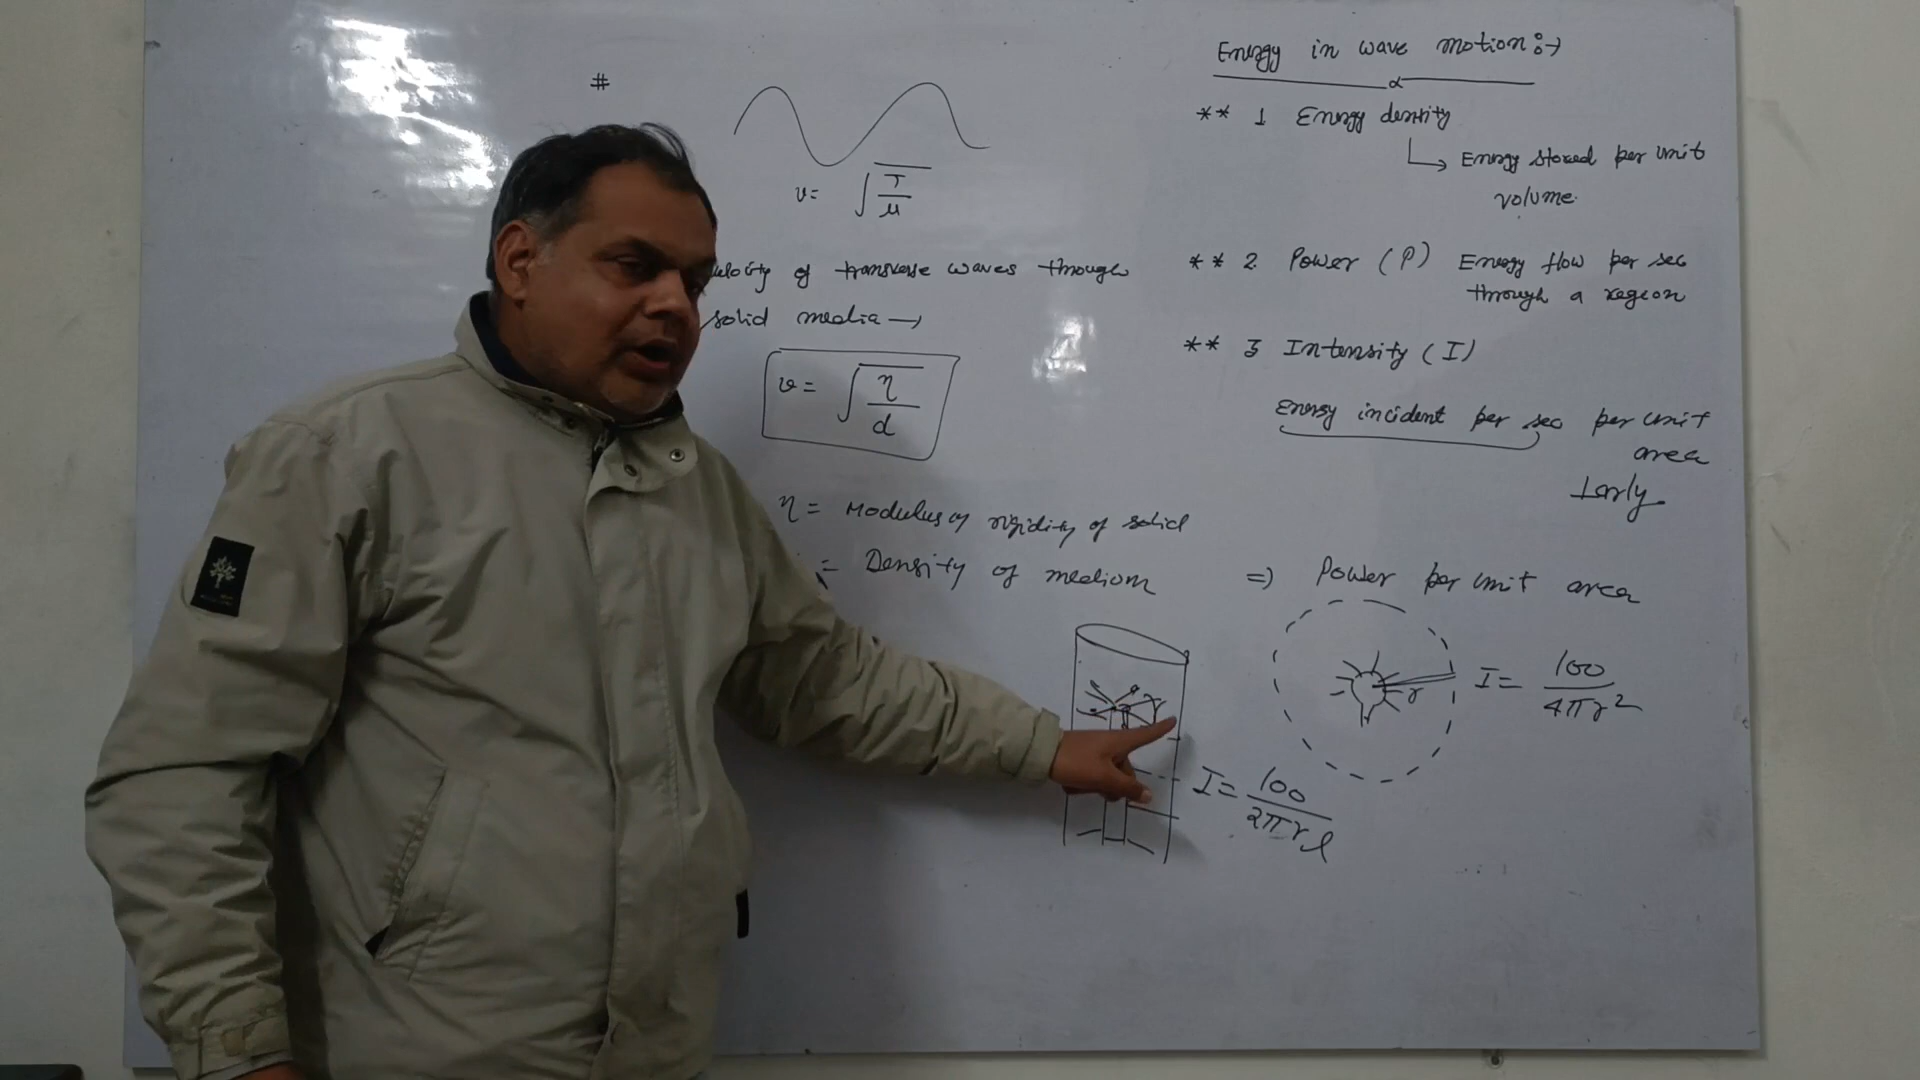 #
v = √T/μ
of transverse waves through
solid media →
v = √η/d
η = Modulus of rigidity of solid
= Density of medium
Energy in wave motion :→
** 1 Energy density
↳ Energy stored per unit
volume.
** 2. Power (P) Energy flow per sec
through a region
** 3 Intensity (I)
Energy incident per sec per unit
area
⊥arly
=) Power per unit area
r
I = 100/4πr²
r
I = 100/2πrl